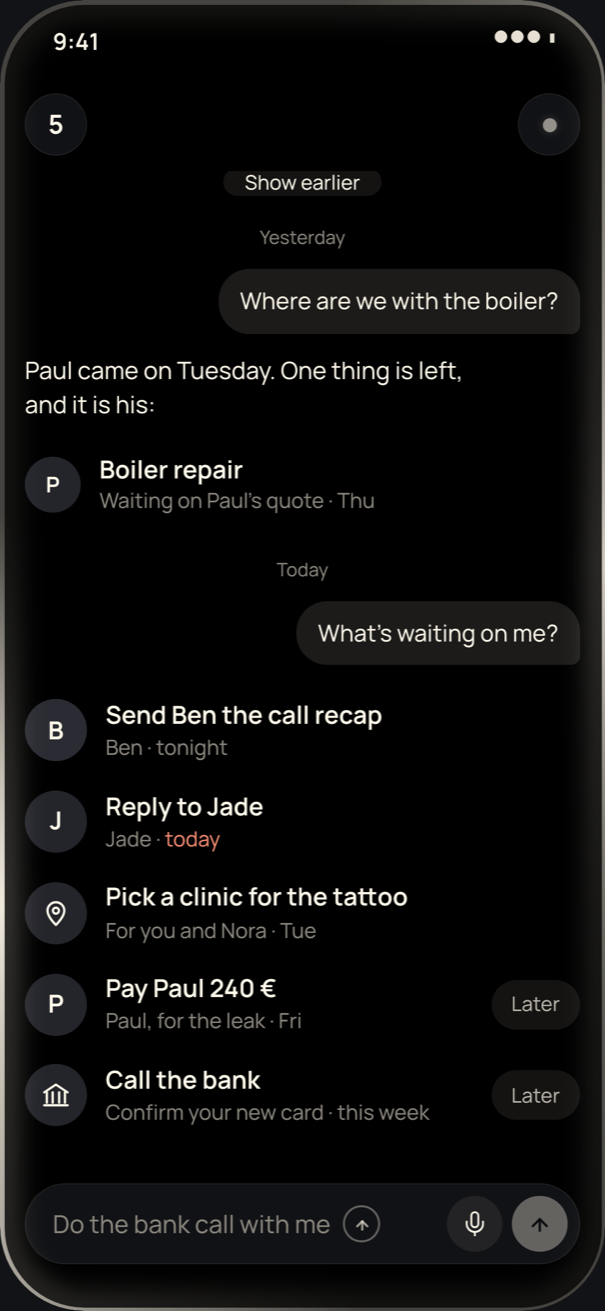 9:41
5
Show earlier
Yesterday
Where are we with the boiler?
Paul came on Tuesday. One thing is left,
and it is his:
P
Boiler repair
Waiting on Paul’s quote · Thu
Today
What’s waiting on me?
B
Send Ben the call recap
Ben · tonight
J
Reply to Jade
Jade · today
Pick a clinic for the tattoo
For you and Nora · Tue
P
Pay Paul 240 €
Paul, for the leak · Fri
Later
Call the bank
Confirm your new card · this week
Later
Do the bank call with me